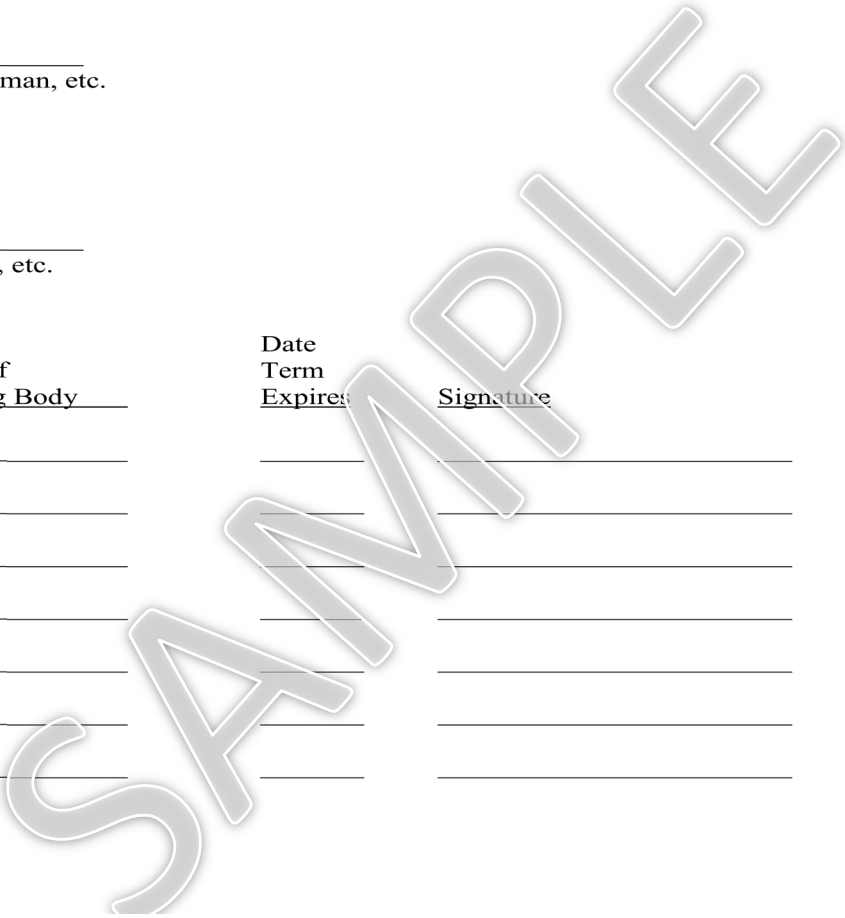 man, etc.
, etc.
Date
f Term
g Body Expires Signature
SAMPLE